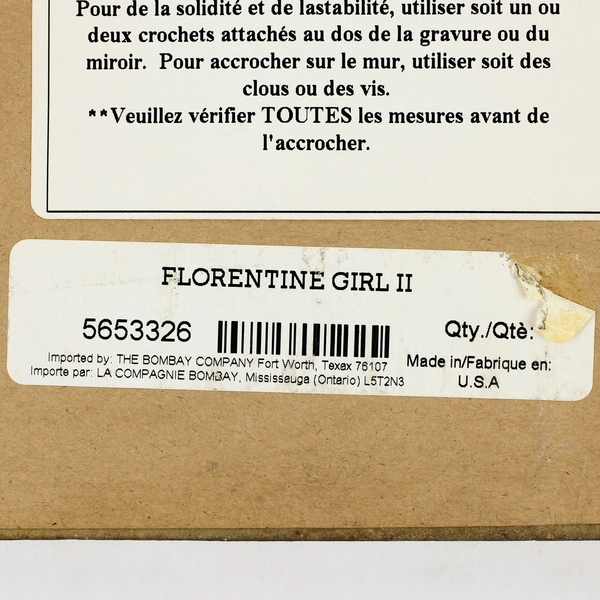 Pour de la solidité et de lastabilité, utiliser soit un ou
deux crochets attachés au dos de la gravure ou du
miroir. Pour accrocher sur le mur, utiliser soit des
clous ou des vis.
**Veuillez vérifier TOUTES les mesures avant de
l'accrocher.
FLORENTINE GIRL II
5653326
Qty./Qtè:
Imported by: THE BOMBAY COMPANY Fort Worth, Texax 76107
Importe par: LA COMPAGNIE BOMBAY, Mississauga (Ontario) L5T2N3
Made in/Fabrique en:
U.S.A